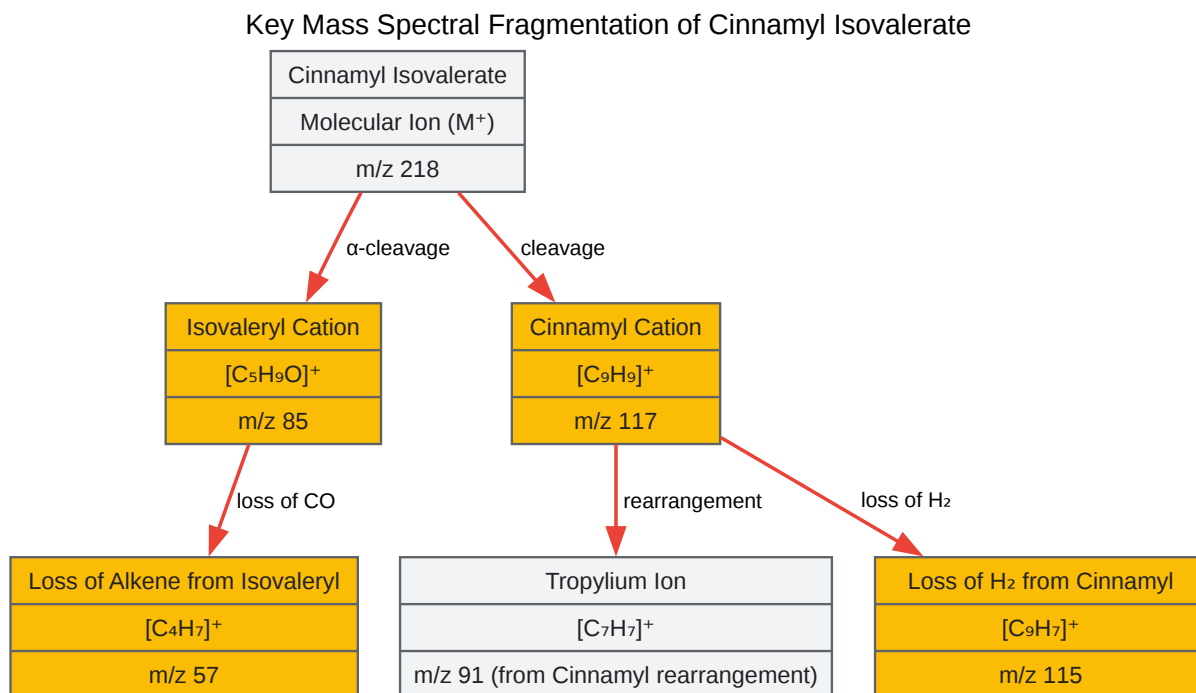 Key Mass Spectral Fragmentation of Cinnamyl Isovalerate
Cinnamyl Isovalerate
Molecular Ion (M⁺)
m/z 218
α-cleavage
cleavage
Isovaleryl Cation
[C₅H₉O]⁺
m/z 85
Cinnamyl Cation
[C₉H₉]⁺
m/z 117
loss of CO
rearrangement
loss of H₂
Loss of Alkene from Isovaleryl
[C₄H₇]⁺
m/z 57
Tropylium Ion
[C₇H₇]⁺
m/z 91 (from Cinnamyl rearrangement)
Loss of H₂ from Cinnamyl
[C₉H₇]⁺
m/z 115